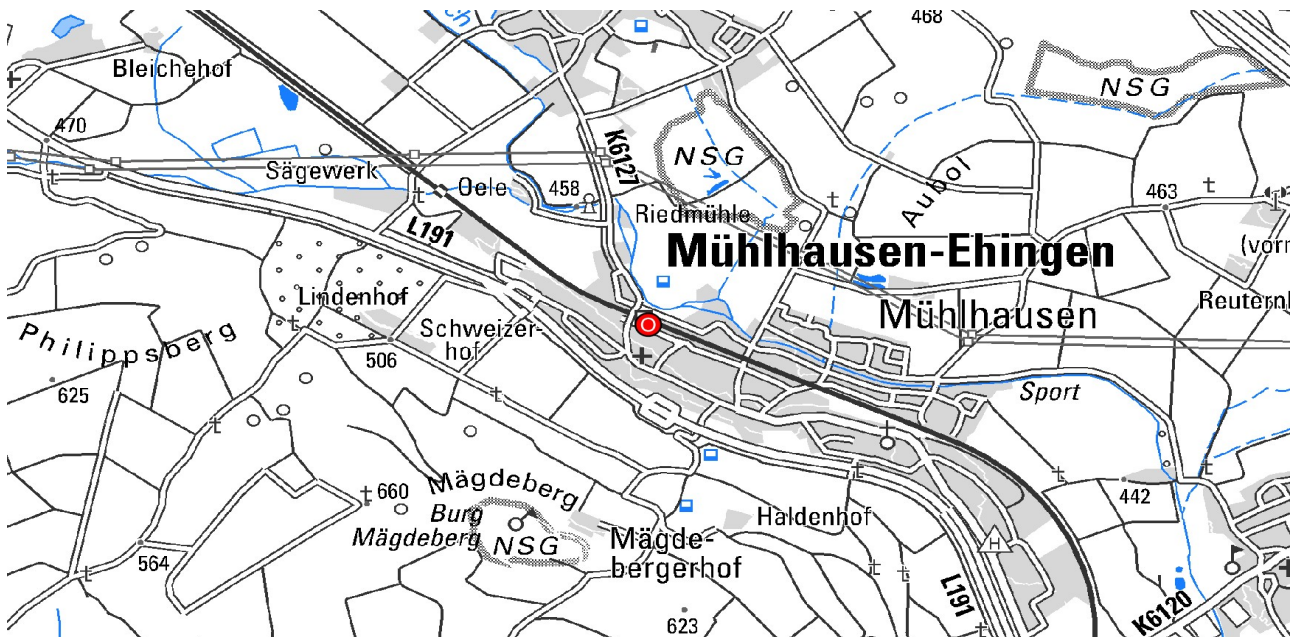 468
Bleichehof
NSG
470
K6127
NSG
Sägewerk
Oele
458
Aubol
463
Riedmühle
L191
Mühlhausen-Ehingen
(vorm
Lindenhof
Reuternh
Mühlhausen
Philippsberg
Schweizer-
hof
506
625
Sport
Mägdeberg
660
Burg
Mägdeberg
NSG
442
Haldenhof
Mägde-
bergerhof
H
564
L191
K6120
623